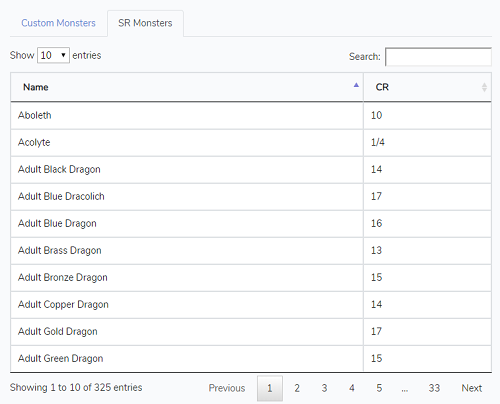 Custom Monsters SR Monsters
Show 10 entries Search:
Name CR
Aboleth 10
Acolyte 1/4
Adult Black Dragon 14
Adult Blue Dracolich 17
Adult Blue Dragon 16
Adult Brass Dragon 13
Adult Bronze Dragon 15
Adult Copper Dragon 14
Adult Gold Dragon 17
Adult Green Dragon 15
Showing 1 to 10 of 325 entries Previous 1 2 3 4 5 ... 33 Next